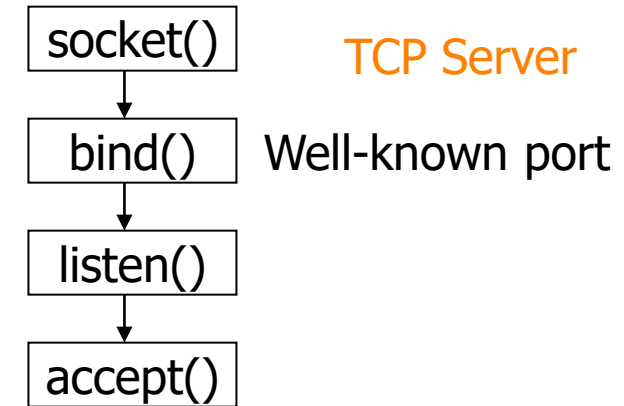 socket()
TCP Server
bind()
Well-known port
listen()
accept()